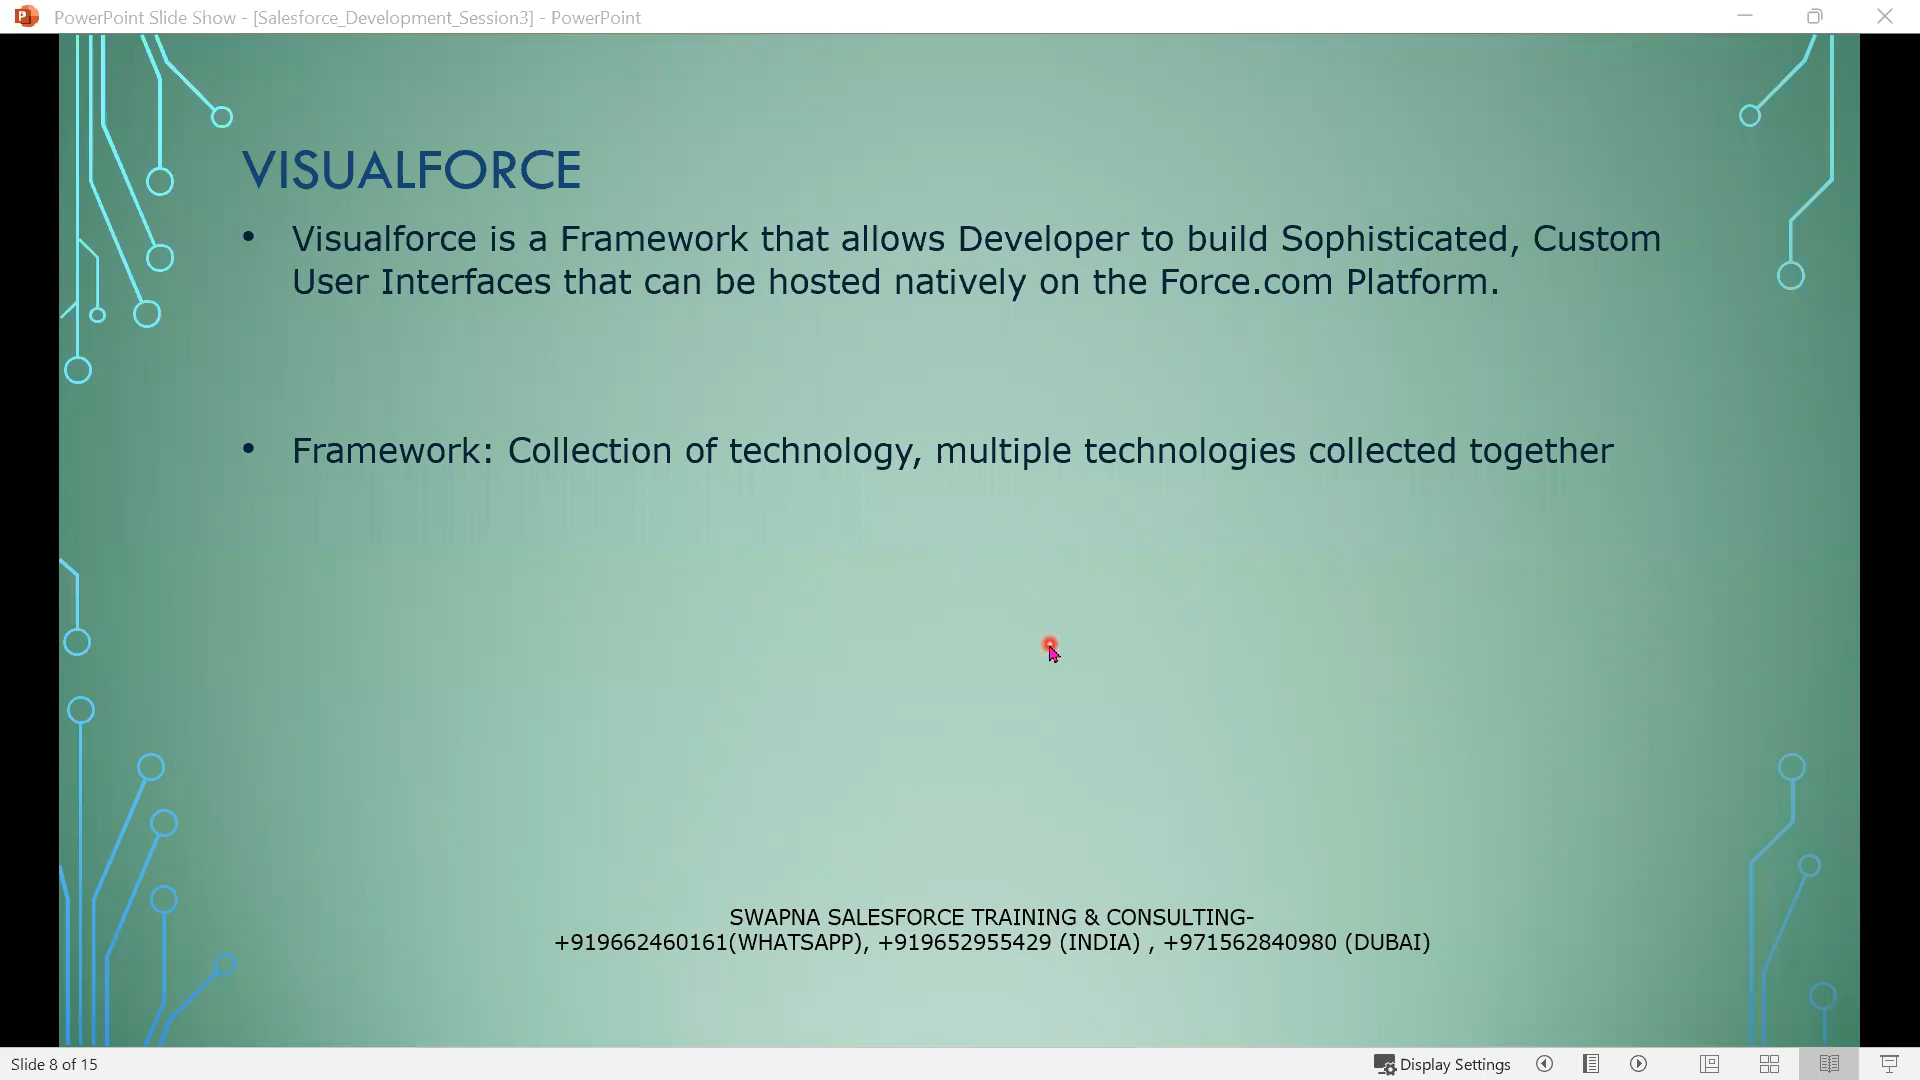 PowerPoint Slide Show - [Salesforce_Development_Session3] - PowerPoint
VISUALFORCE
• Visualforce is a Framework that allows Developer to build Sophisticated, Custom
User Interfaces that can be hosted natively on the Force.com Platform.
• Framework: Collection of technology, multiple technologies collected together
SWAPNA SALESFORCE TRAINING & CONSULTING-
+919662460161(WHATSAPP), +919652955429 (INDIA) , +971562840980 (DUBAI)
Slide 8 of 15
Display Settings